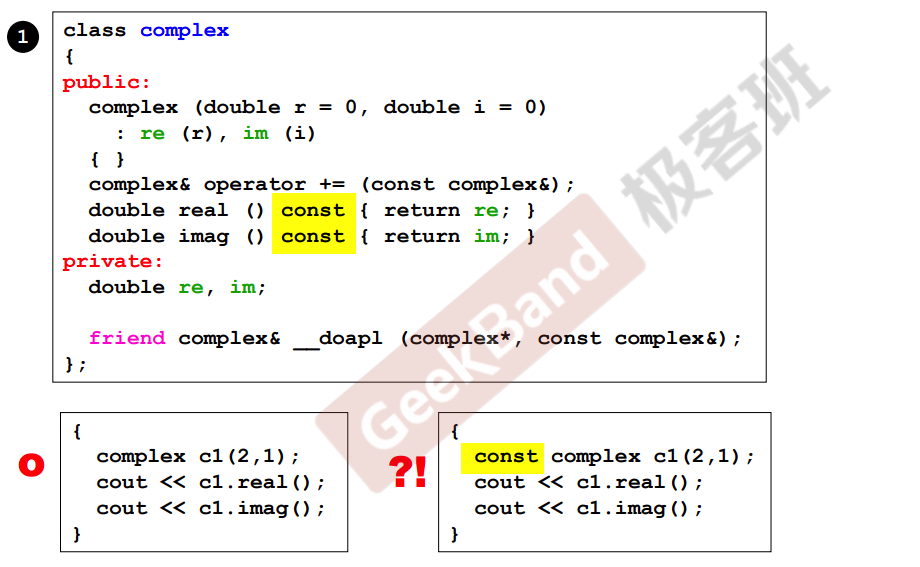 1
class complex
{
public:
  complex (double r = 0, double i = 0)
    : re (r), im (i)
  { }
  complex& operator += (const complex&);
  double real () const { return re; }
  double imag () const { return im; }
private:
  double re, im;
  friend complex& __doapl (complex*, const complex&);
};
GeeKBand 极客班
o
{
  complex c1(2,1);
  cout << c1.real();
  cout << c1.imag();
}
?!
{
  const complex c1(2,1);
  cout << c1.real();
  cout << c1.imag();
}